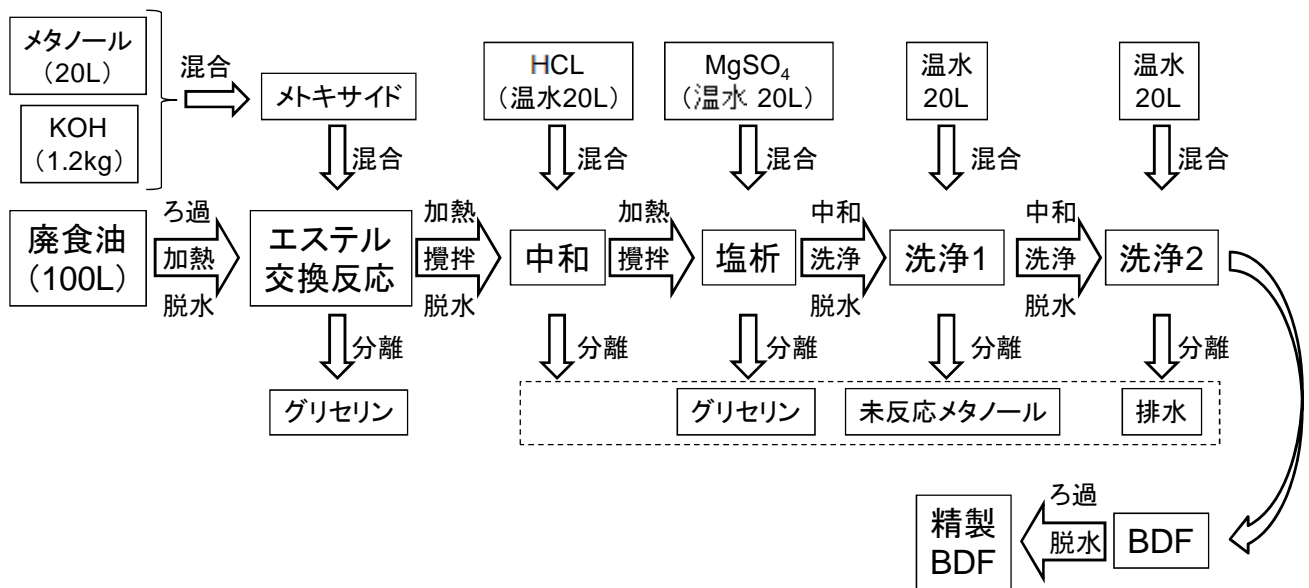 メタノール
（20L）
KOH
（1.2kg）
混合
メトキサイド
HCL
（温水20L）
MgSO₄
（温水 20L）
温水
20L
温水
20L
混合
混合
混合
混合
混合
廃食油
（100L）
ろ過
加熱
脱水
エステル
交換反応
加熱
攪拌
脱水
中和
加熱
攪拌
塩析
中和
洗浄
脱水
洗浄1
中和
洗浄
脱水
洗浄2
分離
分離
分離
分離
分離
グリセリン
グリセリン
未反応メタノール
排水
精製
BDF
ろ過
脱水
BDF